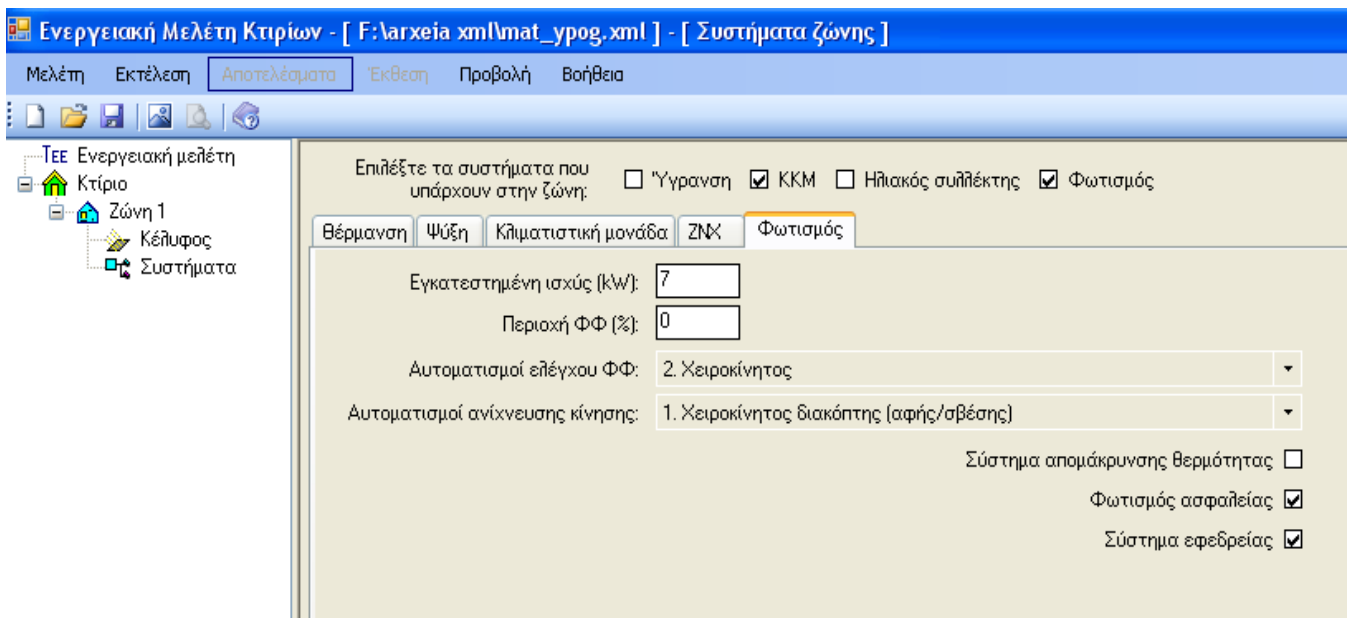 Ενεργειακή Μελέτη Κτιρίων - [ F:\arxeia xml\mat_ypog.xml ] - [ Συστήματα ζώνης ]
Μελέτη Εκτέλεση Αποτελέσματα Έκθεση Προβολή Βοήθεια
ΤΕΕ Ενεργειακή μελέτη
Κτίριο
Ζώνη 1
Κέλυφος
Συστήματα
Επιλέξτε τα συστήματα που
υπάρχουν στην ζώνη:
Ύγρανση ΚΚΜ Ηλιακός συλλέκτης Φωτισμός
Θέρμανση Ψύξη Κλιματιστική μονάδα ΖΝΧ Φωτισμός
Εγκατεστημένη ισχύς (kW): 7
Περιοχή ΦΦ (%): 0
Αυτοματισμοί ελέγχου ΦΦ: 2. Χειροκίνητος
Αυτοματισμοί ανίχνευσης κίνησης: 1. Χειροκίνητος διακόπτης (αφής/σβέσης)
Σύστημα απομάκρυνσης θερμότητας
Φωτισμός ασφαλείας
Σύστημα εφεδρείας